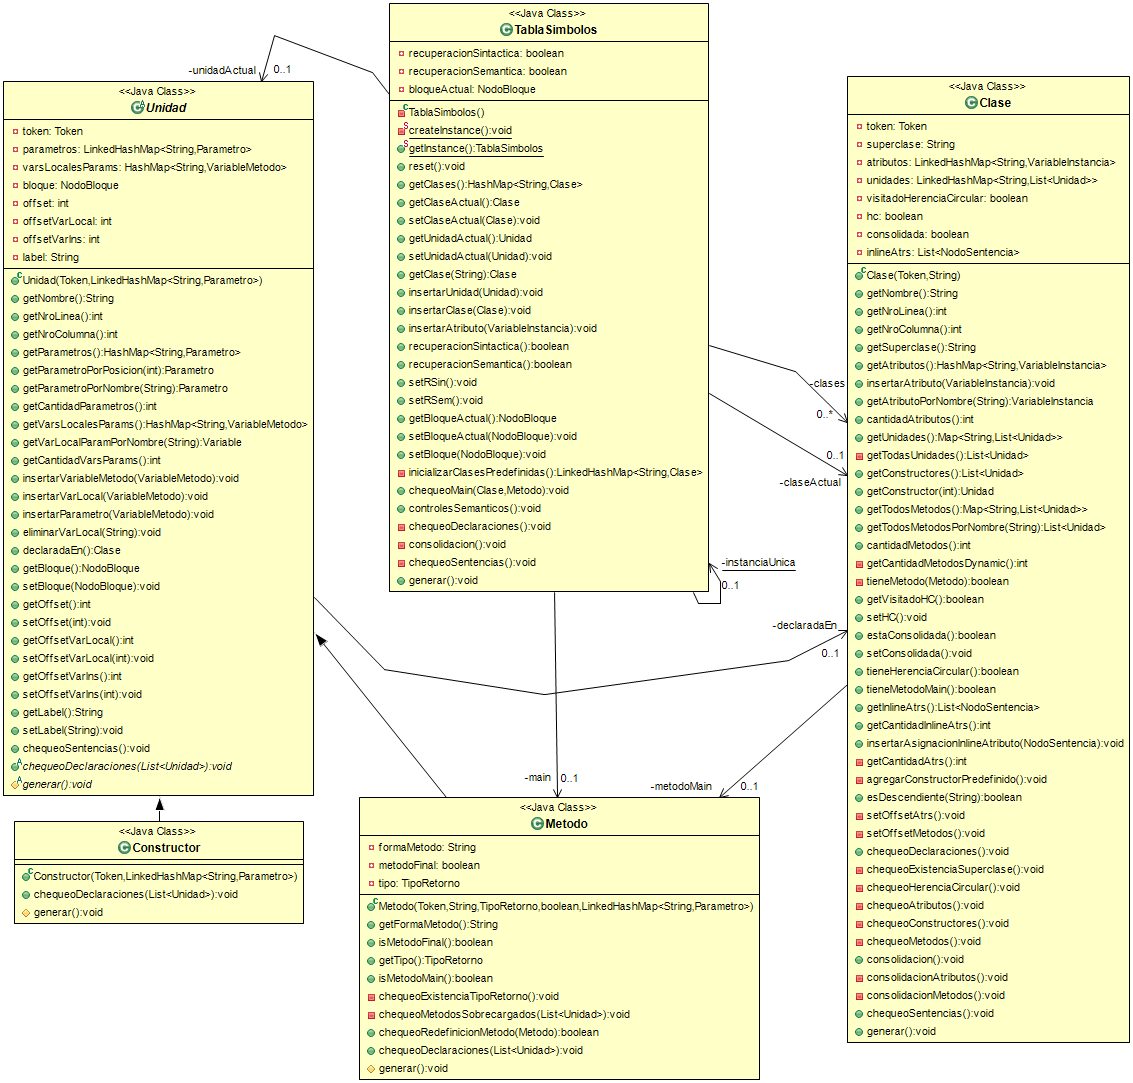 <<Java Class>>
TablaSimbolos
recuperacionSintactica: boolean
recuperacionSemantica: boolean
bloqueActual: NodoBloque
TablaSimbolos()
createInstance():void
getInstance():TablaSimbolos
reset():void
getClases():HashMap<String,Clase>
getClaseActual():Clase
setClaseActual(Clase):void
getUnidadActual():Unidad
setUnidadActual(Unidad):void
getClase(String):Clase
insertarUnidad(Unidad):void
insertarClase(Clase):void
insertarAtributo(VariableInstancia):void
recuperacionSintactica():boolean
recuperacionSemantica():boolean
setRSin():void
setRSem():void
getBloqueActual():NodoBloque
setBloqueActual(NodoBloque):void
setBloque(NodoBloque):void
inicializarClasesPredefinidas():LinkedHashMap<String,Clase>
chequeoMain(Clase,Metodo):void
controlesSemanticos():void
chequeoDeclaraciones():void
consolidacion():void
chequeoSentencias():void
generar():void
-unidadActual
0..1
<<Java Class>>
Unidad
token: Token
parametros: LinkedHashMap<String,Parametro>
varsLocalesParams: HashMap<String,VariableMetodo>
bloque: NodoBloque
offset: int
offsetVarLocal: int
offsetVarIns: int
label: String
Unidad(Token,LinkedHashMap<String,Parametro>)
getNombre():String
getNroLinea():int
getNroColumna():int
getParametros():HashMap<String,Parametro>
getParametroPorPosicion(int):Parametro
getParametroPorNombre(String):Parametro
getCantidadParametros():int
getVarsLocalesParams():HashMap<String,VariableMetodo>
getVarLocalParamPorNombre(String):Variable
getCantidadVarsParams():int
insertarVariableMetodo(VariableMetodo):void
insertarVarLocal(VariableMetodo):void
insertarParametro(VariableMetodo):void
eliminarVarLocal(String):void
declaradaEn():Clase
getBloque():NodoBloque
setBloque(NodoBloque):void
getOffset():int
setOffset(int):void
getOffsetVarLocal():int
setOffsetVarLocal(int):void
getOffsetVarIns():int
setOffsetVarIns(int):void
getLabel():String
setLabel(String):void
chequeoSentencias():void
chequeoDeclaraciones(List<Unidad>):void
generar():void
<<Java Class>>
Clase
token: Token
superclase: String
atributos: LinkedHashMap<String,VariableInstancia>
unidades: LinkedHashMap<String,List<Unidad>>
visitadoHerenciaCircular: boolean
hc: boolean
consolidada: boolean
inlineAtrs: List<NodoSentencia>
Clase(Token,String)
getNombre():String
getNroLinea():int
getNroColumna():int
getSuperclase():String
getAtributos():HashMap<String,VariableInstancia>
insertarAtributo(VariableInstancia):void
getAtributoPorNombre(String):VariableInstancia
cantidadAtributos():int
getUnidades():Map<String,List<Unidad>>
getTodasUnidades():List<Unidad>
getConstructores():List<Unidad>
getConstructor(int):Unidad
getTodosMetodos():Map<String,List<Unidad>>
getTodosMetodosPorNombre(String):List<Unidad>
cantidadMetodos():int
getCantidadMetodosDynamic():int
tieneMetodo(Metodo):boolean
getVisitadoHC():boolean
setHC():void
estaConsolidada():boolean
setConsolidada():void
tieneHerenciaCircular():boolean
tieneMetodoMain():boolean
getInlineAtrs():List<NodoSentencia>
getCantidadInlineAtrs():int
insertarAsignacionInlineAtributo(NodoSentencia):void
getCantidadAtrs():int
agregarConstructorPredefinido():void
esDescendiente(String):boolean
setOffsetAtrs():void
setOffsetMetodos():void
chequeoDeclaraciones():void
chequeoExistenciaSuperclase():void
chequeoHerenciaCircular():void
chequeoAtributos():void
chequeoConstructores():void
chequeoMetodos():void
consolidacion():void
consolidacionAtributos():void
consolidacionMetodos():void
chequeoSentencias():void
generar():void
-clases
0..*
0..1
-claseActual
-instanciaUnica
0..1
-declaradaEn
0..1
-main
0..1
-metodoMain
0..1
<<Java Class>>
Constructor
Constructor(Token,LinkedHashMap<String,Parametro>)
chequeoDeclaraciones(List<Unidad>):void
generar():void
<<Java Class>>
Metodo
formaMetodo: String
metodoFinal: boolean
tipo: TipoRetorno
Metodo(Token,String,TipoRetorno,boolean,LinkedHashMap<String,Parametro>)
getFormaMetodo():String
isMetodoFinal():boolean
getTipo():TipoRetorno
isMetodoMain():boolean
chequeoExistenciaTipoRetorno():void
chequeoMetodosSobrecargados(List<Unidad>):void
chequeoRedefinicionMetodo(Metodo):boolean
chequeoDeclaraciones(List<Unidad>):void
generar():void